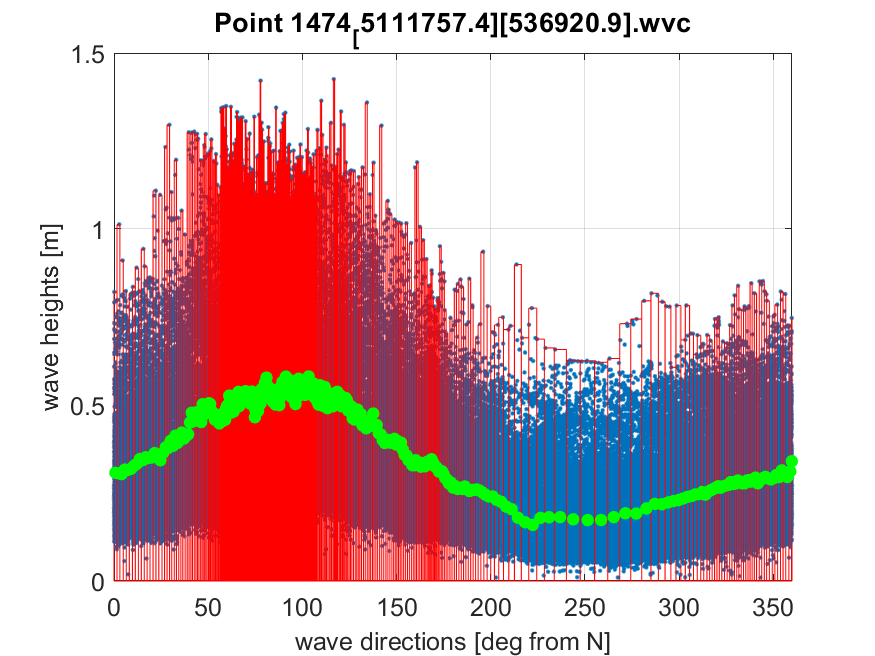 Point 1474[5111757.4][536920.9].wvc
1.5
1
0.5
0
wave heights [m]
0 50 100 150 200 250 300 350
wave directions [deg from N]